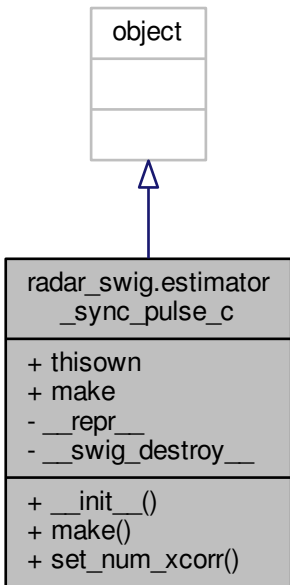 object
radar_swig.estimator
_sync_pulse_c
+ thisown
+ make
- __repr__
- __swig_destroy__
+ __init__()
+ make()
+ set_num_xcorr()